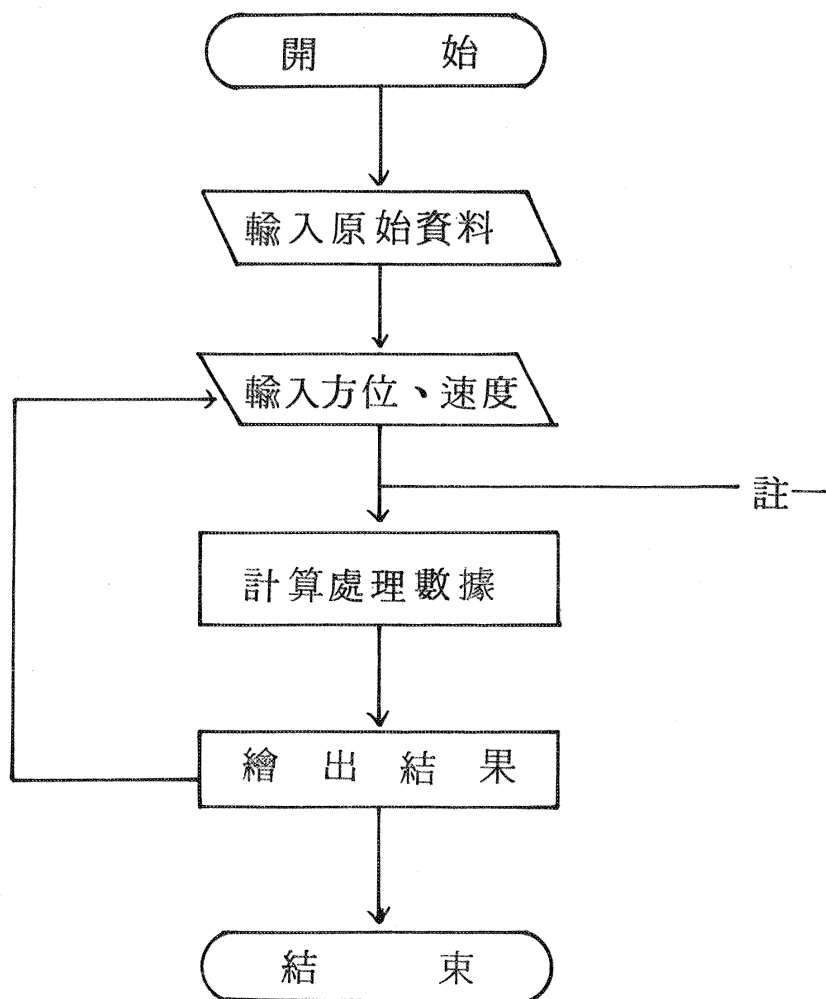 開始
輸入原始資料
輸入方位、速度
註一
計算處理數據
繪出結果
結束